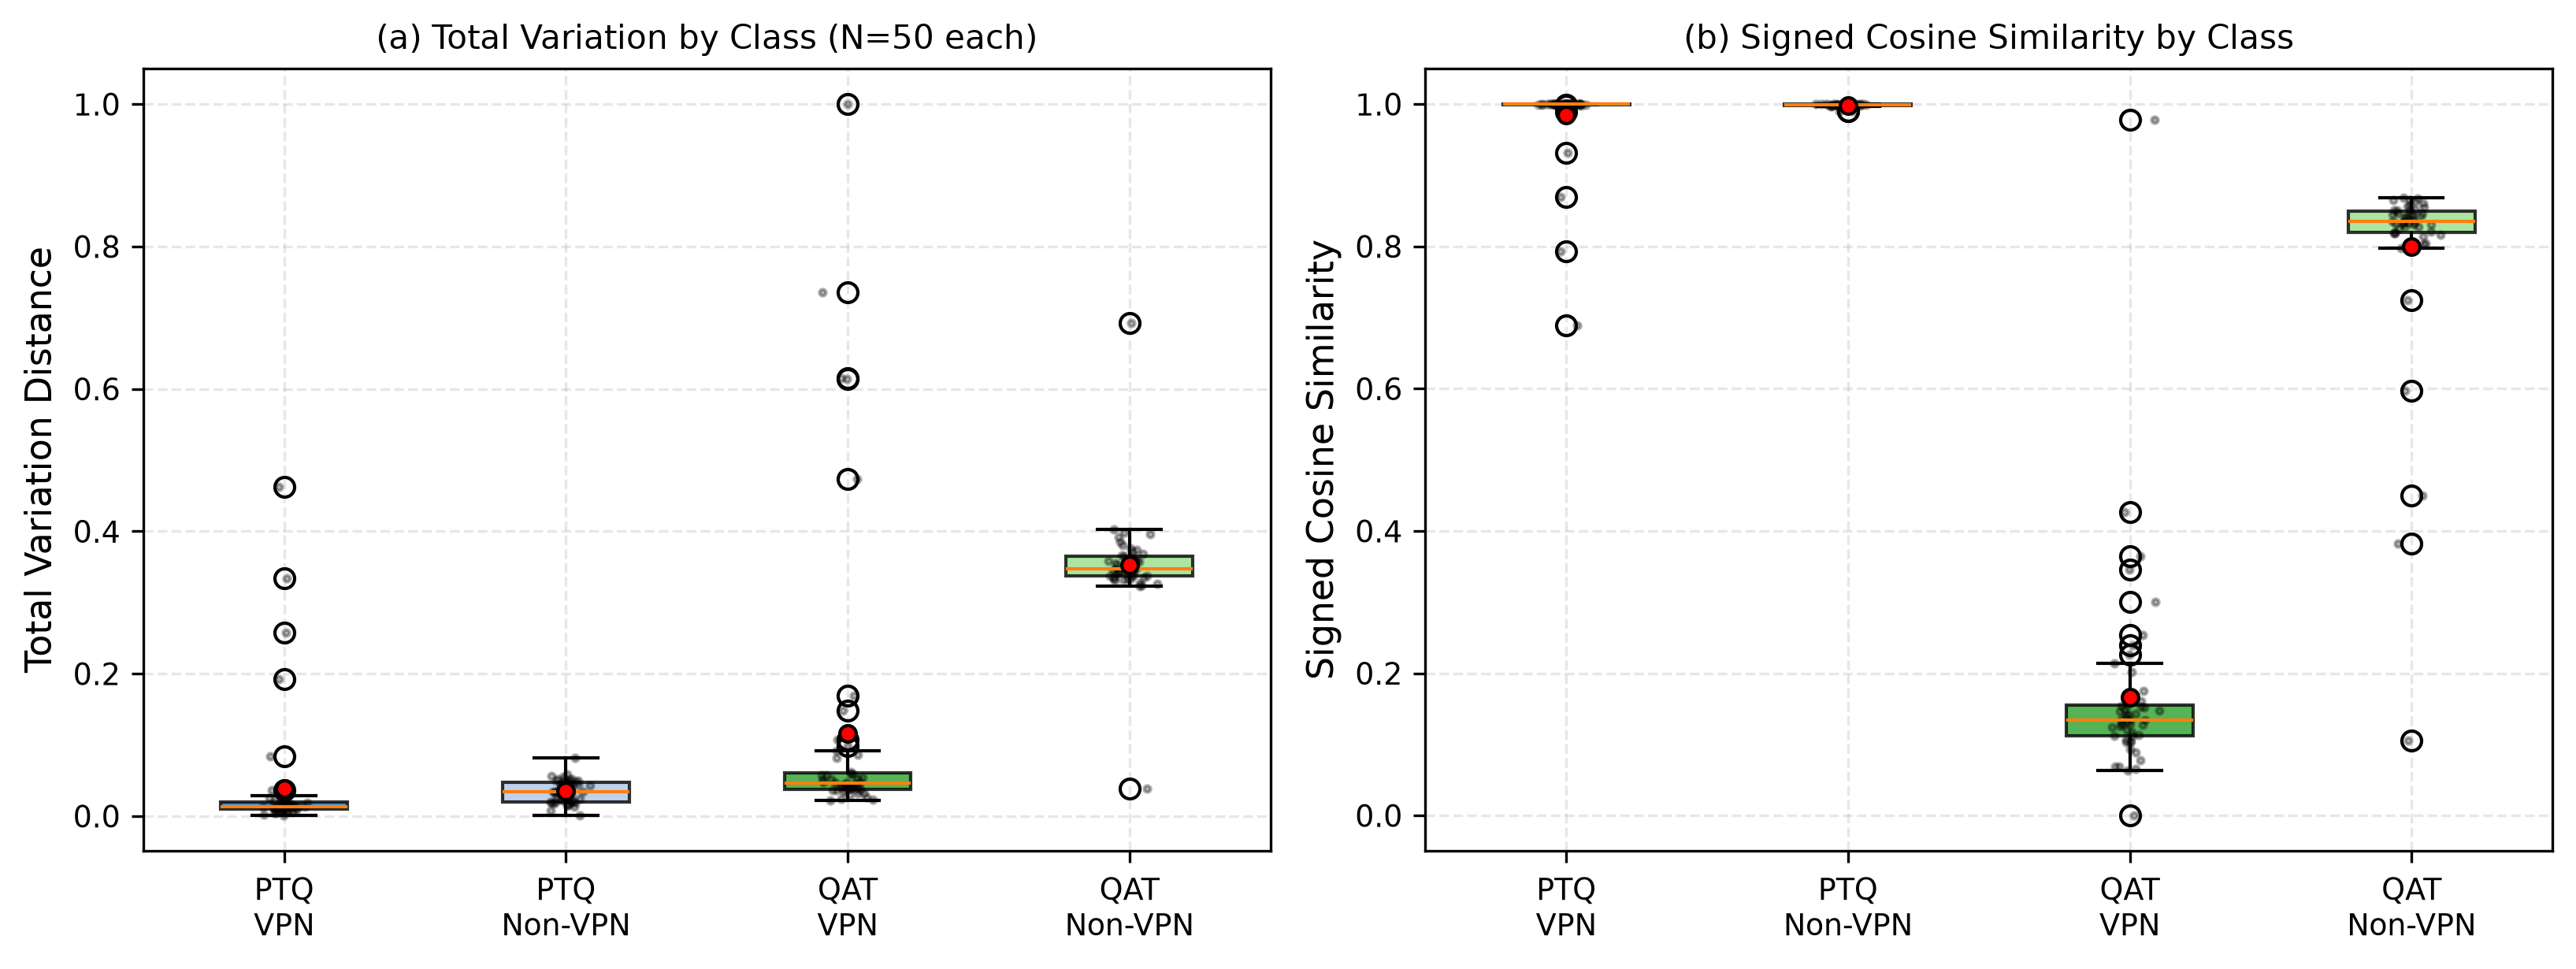 (a) Total Variation by Class (N=50 each)
Total Variation Distance
1.0
0.8
0.6
0.4
0.2
0.0
PTQ
VPN
PTQ
Non-VPN
QAT
VPN
QAT
Non-VPN
(b) Signed Cosine Similarity by Class
Signed Cosine Similarity
1.0
0.8
0.6
0.4
0.2
0.0
PTQ
VPN
PTQ
Non-VPN
QAT
VPN
QAT
Non-VPN